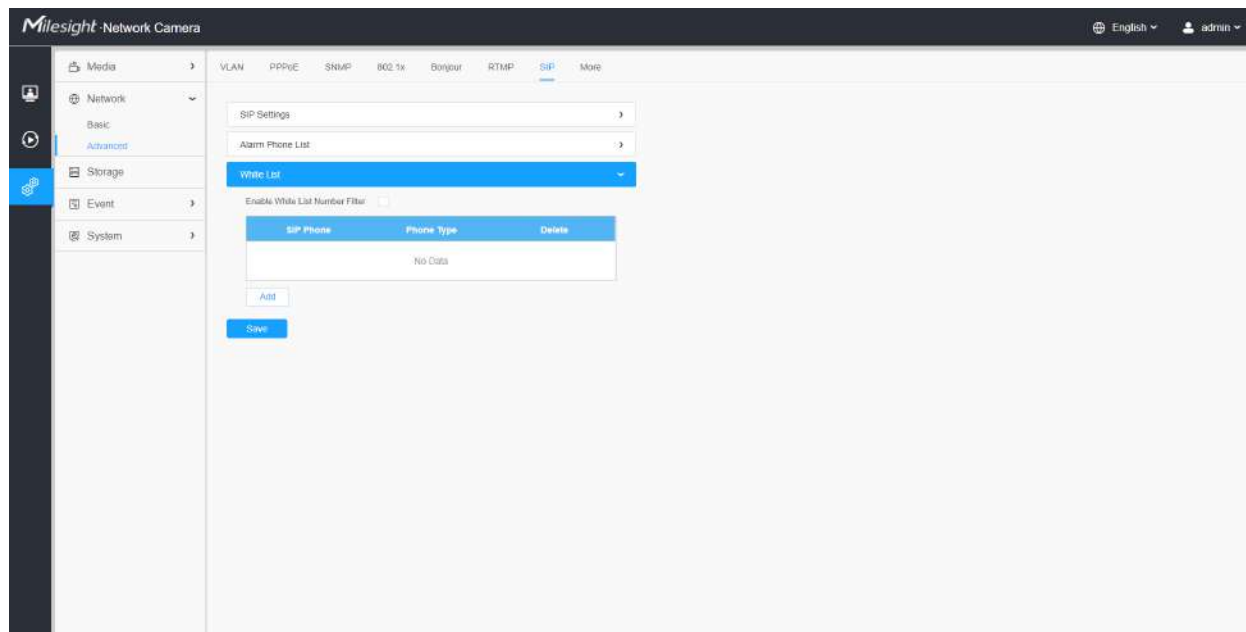 Milesight-Network Camera
English
admin
Media
VLAN PPPoE SNMP 802.1x Bonjour RTMP SIP More
Network
Basic
Advanced
Storage
Event
System
SIP Settings
Alarm Phone List
White List
Enable White List Number Filter
SIP Phone Phone Type Delete
No Data
Add
Save